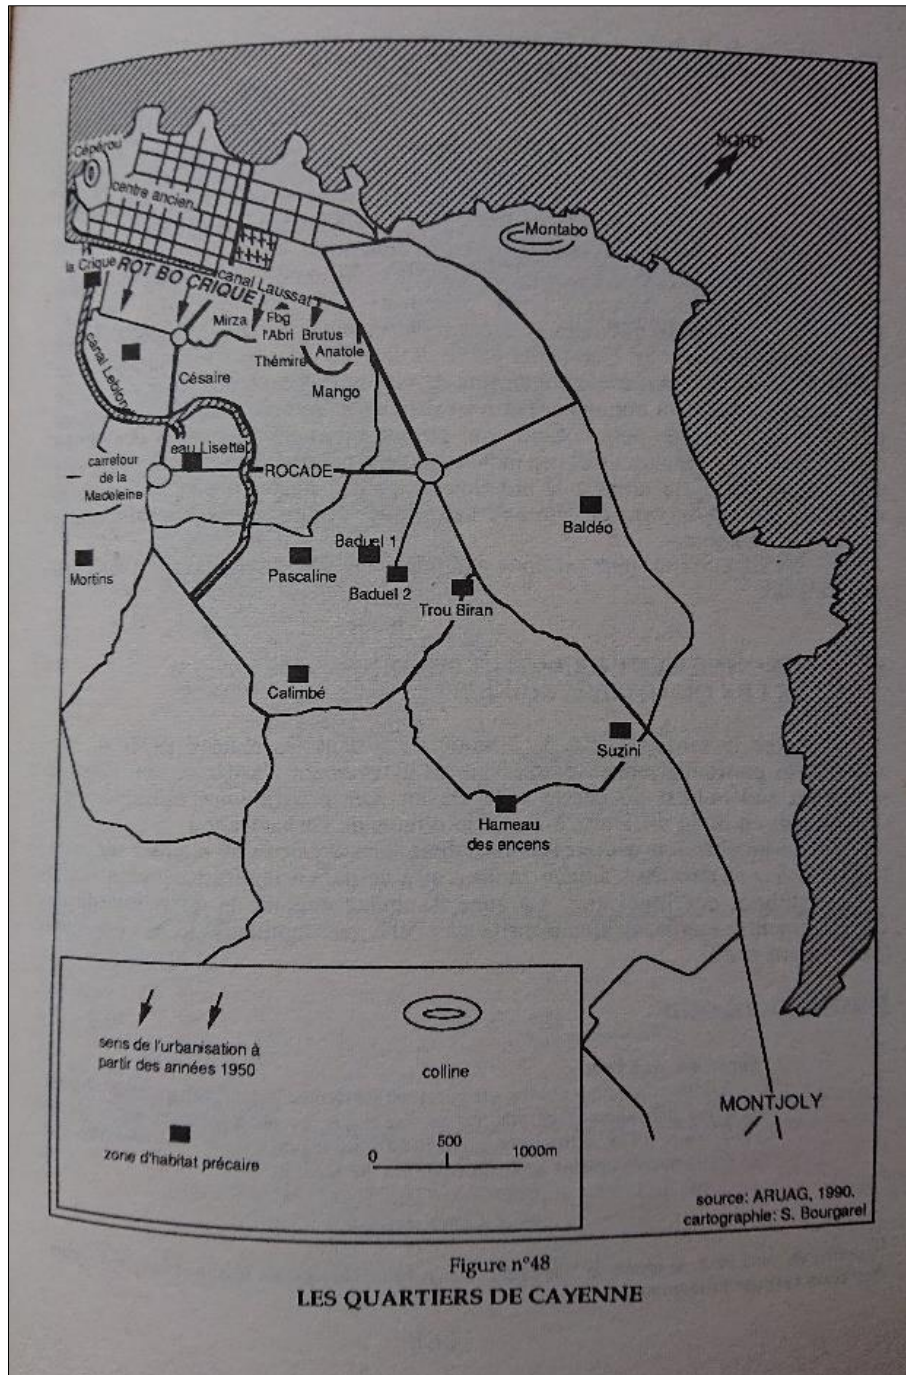 NORD
Cépérou
centre ancien
Montabo
la Crique
ROT BO CRIQUE
canal Laussat
Mirza
Fbg
l'Abri
Brutus
Thémire
Anatole
canal Leblond
Césaire
Mango
eau Lisette
carrefour
de la
Madeleine
ROCADE
Baldéo
Mortins
Pascaline
Baduel 1
Baduel 2
Trou Biran
Calimbé
Suzini
Hameau
des encens
sens de l'urbanisation à
partir des années 1950
colline
zone d'habitat précaire
0 500 1000m
MONTJOLY
source: ARUAG, 1990.
cartographie: S. Bourgarel
Figure n°48
LES QUARTIERS DE CAYENNE